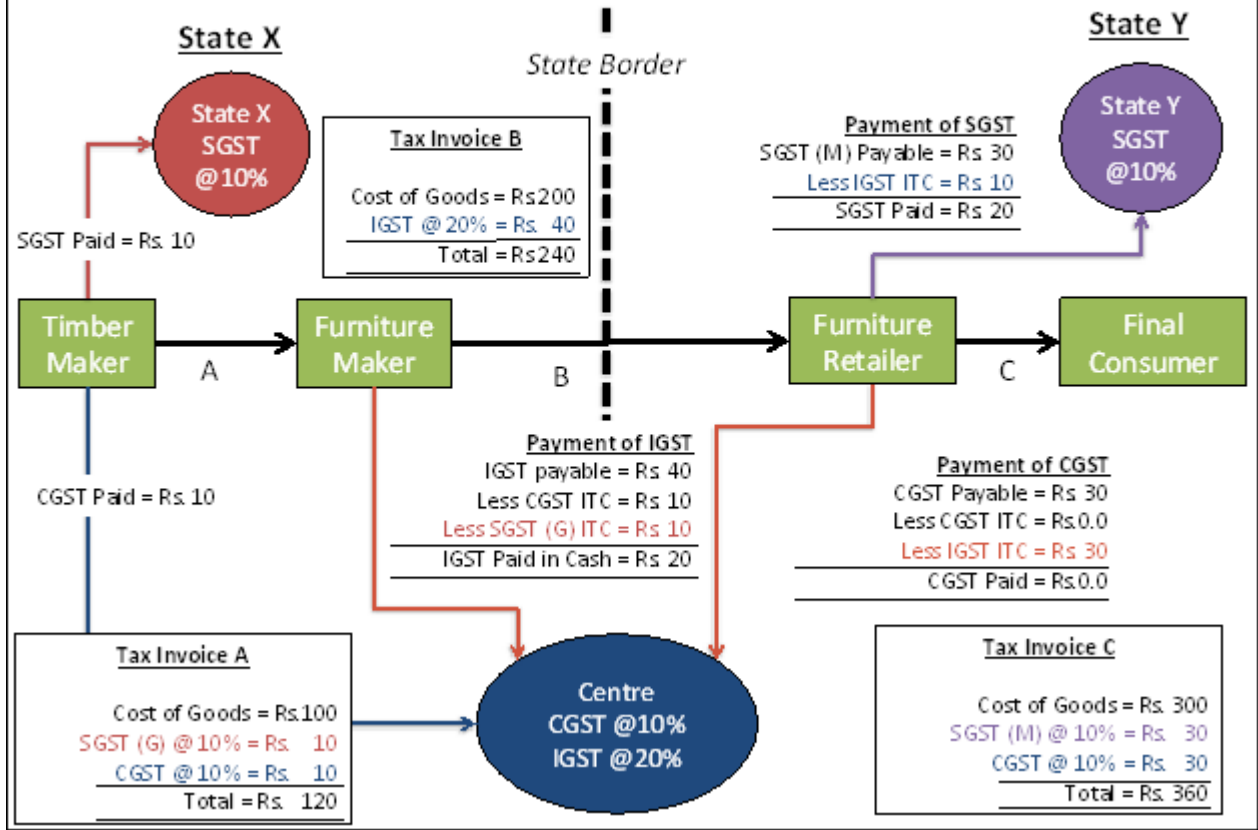 State X
State Y
State Border
State X
SGST
@10%
State Y
SGST
@10%
Tax Invoice B
Cost of Goods = Rs.200
IGST @ 20% = Rs. 40
Total = Rs 240
Payment of SGST
SGST (M) Payable = Rs. 30
Less IGST ITC = Rs. 10
SGST Paid = Rs. 20
SGST Paid = Rs. 10
Timber
Maker
A
Furniture
Maker
B
Furniture
Retailer
C
Final
Consumer
CGST Paid = Rs. 10
Payment of IGST
IGST payable = Rs. 40
Less CGST ITC = Rs. 10
Less SGST (G) ITC = Rs. 10
IGST Paid in Cash = Rs. 20
Payment of CGST
CGST Payable = Rs. 30
Less CGST ITC = Rs.0.0
Less IGST ITC = Rs. 30
CGST Paid = Rs.0.0
Tax Invoice A
Cost of Goods = Rs.100
SGST (G) @ 10% = Rs. 10
CGST @ 10% = Rs. 10
Total = Rs. 120
Centre
CGST @10%
IGST @20%
Tax Invoice C
Cost of Goods = Rs. 300
SGST (M) @ 10% = Rs. 30
CGST @ 10% = Rs. 30
Total = Rs. 360